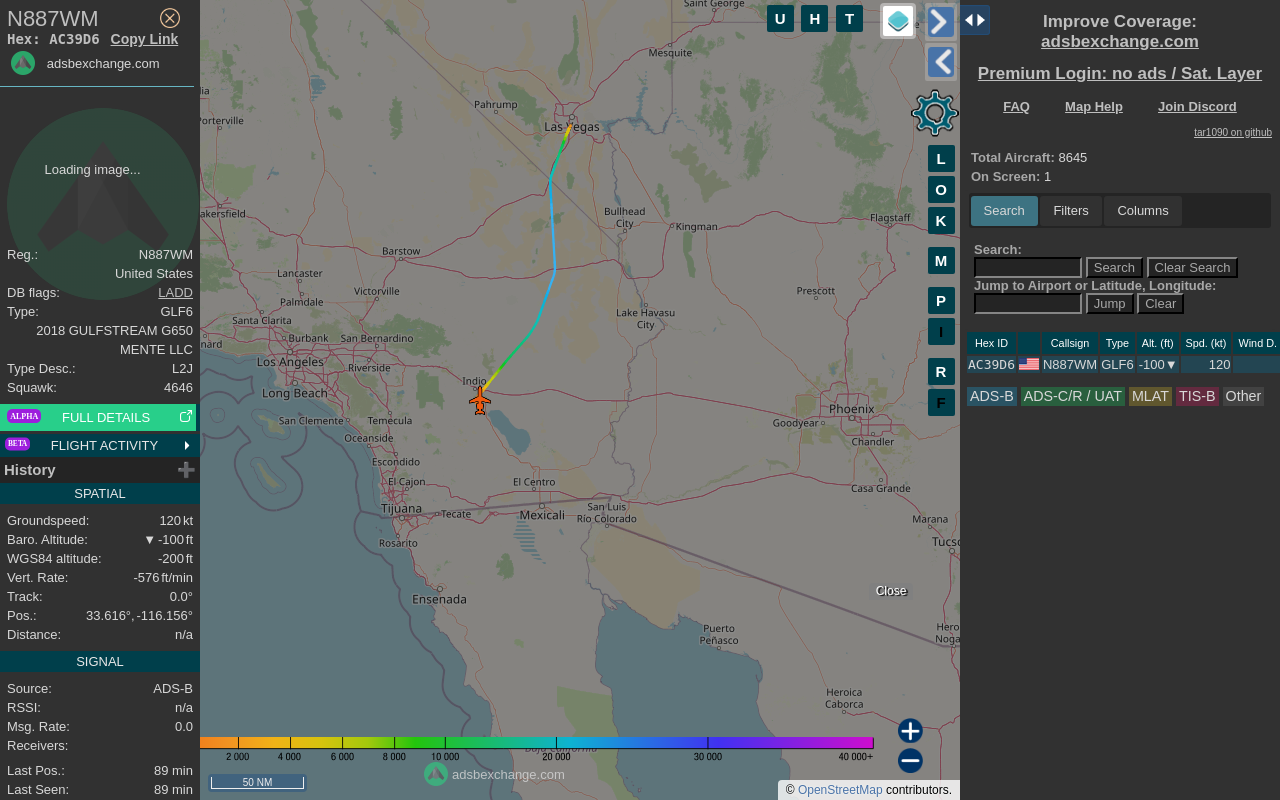 N887WM
Hex: AC39D6 Copy Link
adsbexchange.com
Loading image...
Reg.: N887WM
United States
DB flags: LADD
Type: GLF6
2018 GULFSTREAM G650
MENTE LLC
Type Desc.: L2J
Squawk: 4646
ALPHA FULL DETAILS
BETA FLIGHT ACTIVITY
History
SPATIAL
Groundspeed: 120 kt
Baro. Altitude: ▼ -100 ft
WGS84 altitude: -200 ft
Vert. Rate: -576 ft/min
Track: 0.0°
Pos.: 33.616°, -116.156°
Distance: n/a
SIGNAL
Source: ADS-B
RSSI: n/a
Msg. Rate: 0.0
Receivers:
Last Pos.: 89 min
Last Seen: 89 min
Saint George
Mesquite
Pahrump
Las Vegas
Porterville
Bullhead
City
Kingman
Flagstaff
akersfield
Barstow
Lancaster
Palmdale
Victorville
Prescott
Santa Clarita
Lake Havasu
City
Burbank
San Bernardino
nard
Los Angeles
Riverside
Indio
Long Beach
San Clemente
Temecula
Phoenix
Goodyear
Chandler
Oceanside
Escondido
El Cajon
El Centro
Casa Grande
Tijuana
Tecate
Mexicali
San Luis
Río Colorado
Marana
Tucso
Rosarito
Ensenada
Puerto
Peñasco
Hero
Noga
Heroica
Caborca
Baja California
U H T
L
O
K
M
P
I
R
F
Close
2 000 4 000 6 000 8 000 10 000 20 000 30 000 40 000+
50 NM
adsbexchange.com
© OpenStreetMap contributors.
Improve Coverage:
adsbexchange.com
Premium Login: no ads / Sat. Layer
FAQ Map Help Join Discord
tar1090 on github
Total Aircraft: 8645
On Screen: 1
Search Filters Columns
Search:
Search Clear Search
Jump to Airport or Latitude, Longitude:
Jump Clear
Hex ID Callsign Type Alt. (ft) Spd. (kt) Wind D.
AC39D6 N887WM GLF6 -100▼ 120
ADS-B ADS-C/R / UAT MLAT TIS-B Other